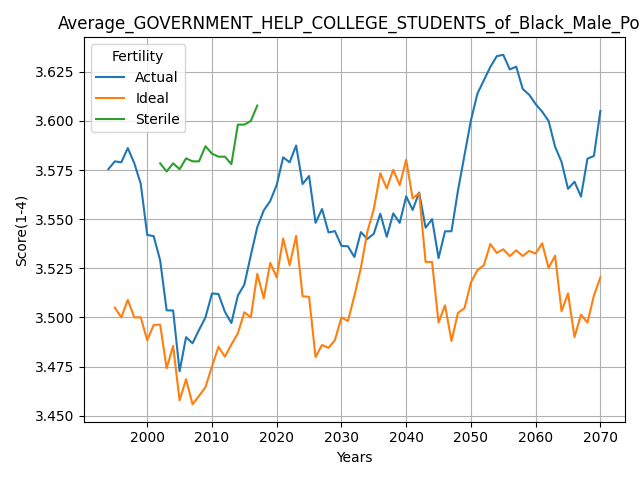 Average_GOVERNMENT_HELP_COLLEGE_STUDENTS_of_Black_Male_Po
Fertility
Actual
Ideal
Sterile
Score(1-4)
3.625
3.600
3.575
3.550
3.525
3.500
3.475
3.450
2000 2010 2020 2030 2040 2050 2060 2070
Years